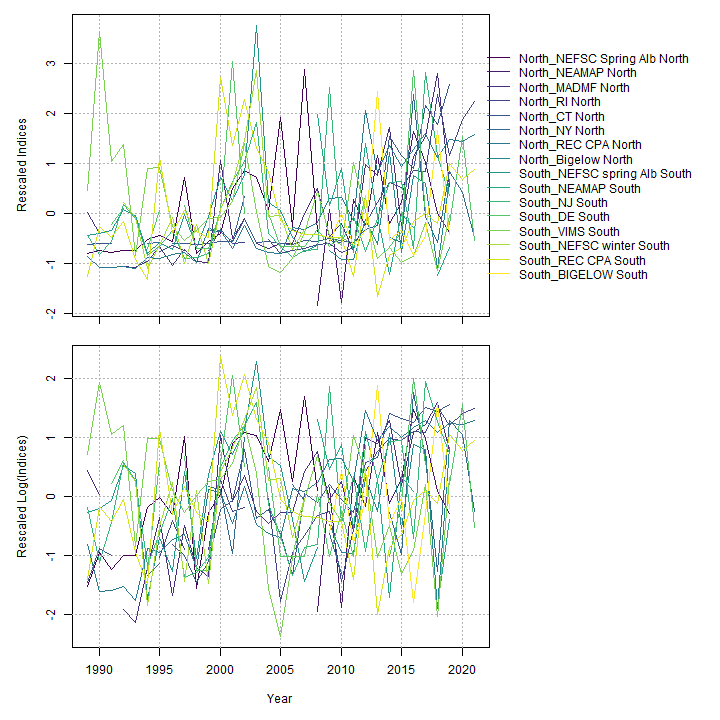 3
2
1
0
-1
-2
Rescaled Indices
North_NEFSC Spring Alb North
North_NEAMAP North
North_MADMF North
North_RI North
North_CT North
North_NY North
North_REC CPA North
North_Bigelow North
South_NEFSC spring Alb South
South_NEAMAP South
South_NJ South
South_DE South
South_VIMS South
South_NEFSC winter South
South_REC CPA South
South_BIGELOW South
2
1
0
-1
-2
Rescaled Log(Indices)
1990 1995 2000 2005 2010 2015 2020
Year